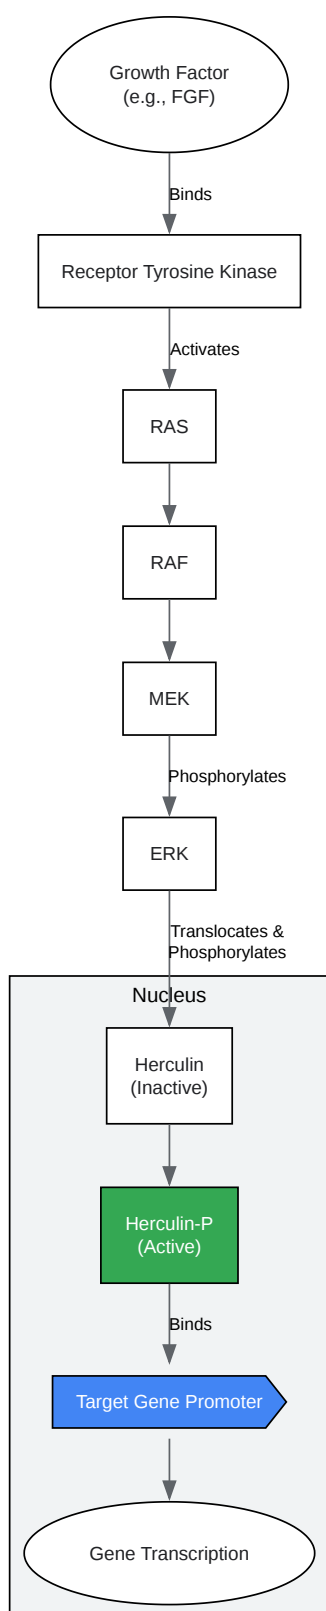 Growth Factor
(e.g., FGF)
Binds
Receptor Tyrosine Kinase
Activates
RAS
RAF
MEK
Phosphorylates
ERK
Translocates &
Phosphorylates
Nucleus
Herculin
(Inactive)
Herculin-P
(Active)
Binds
Target Gene Promoter
Gene Transcription